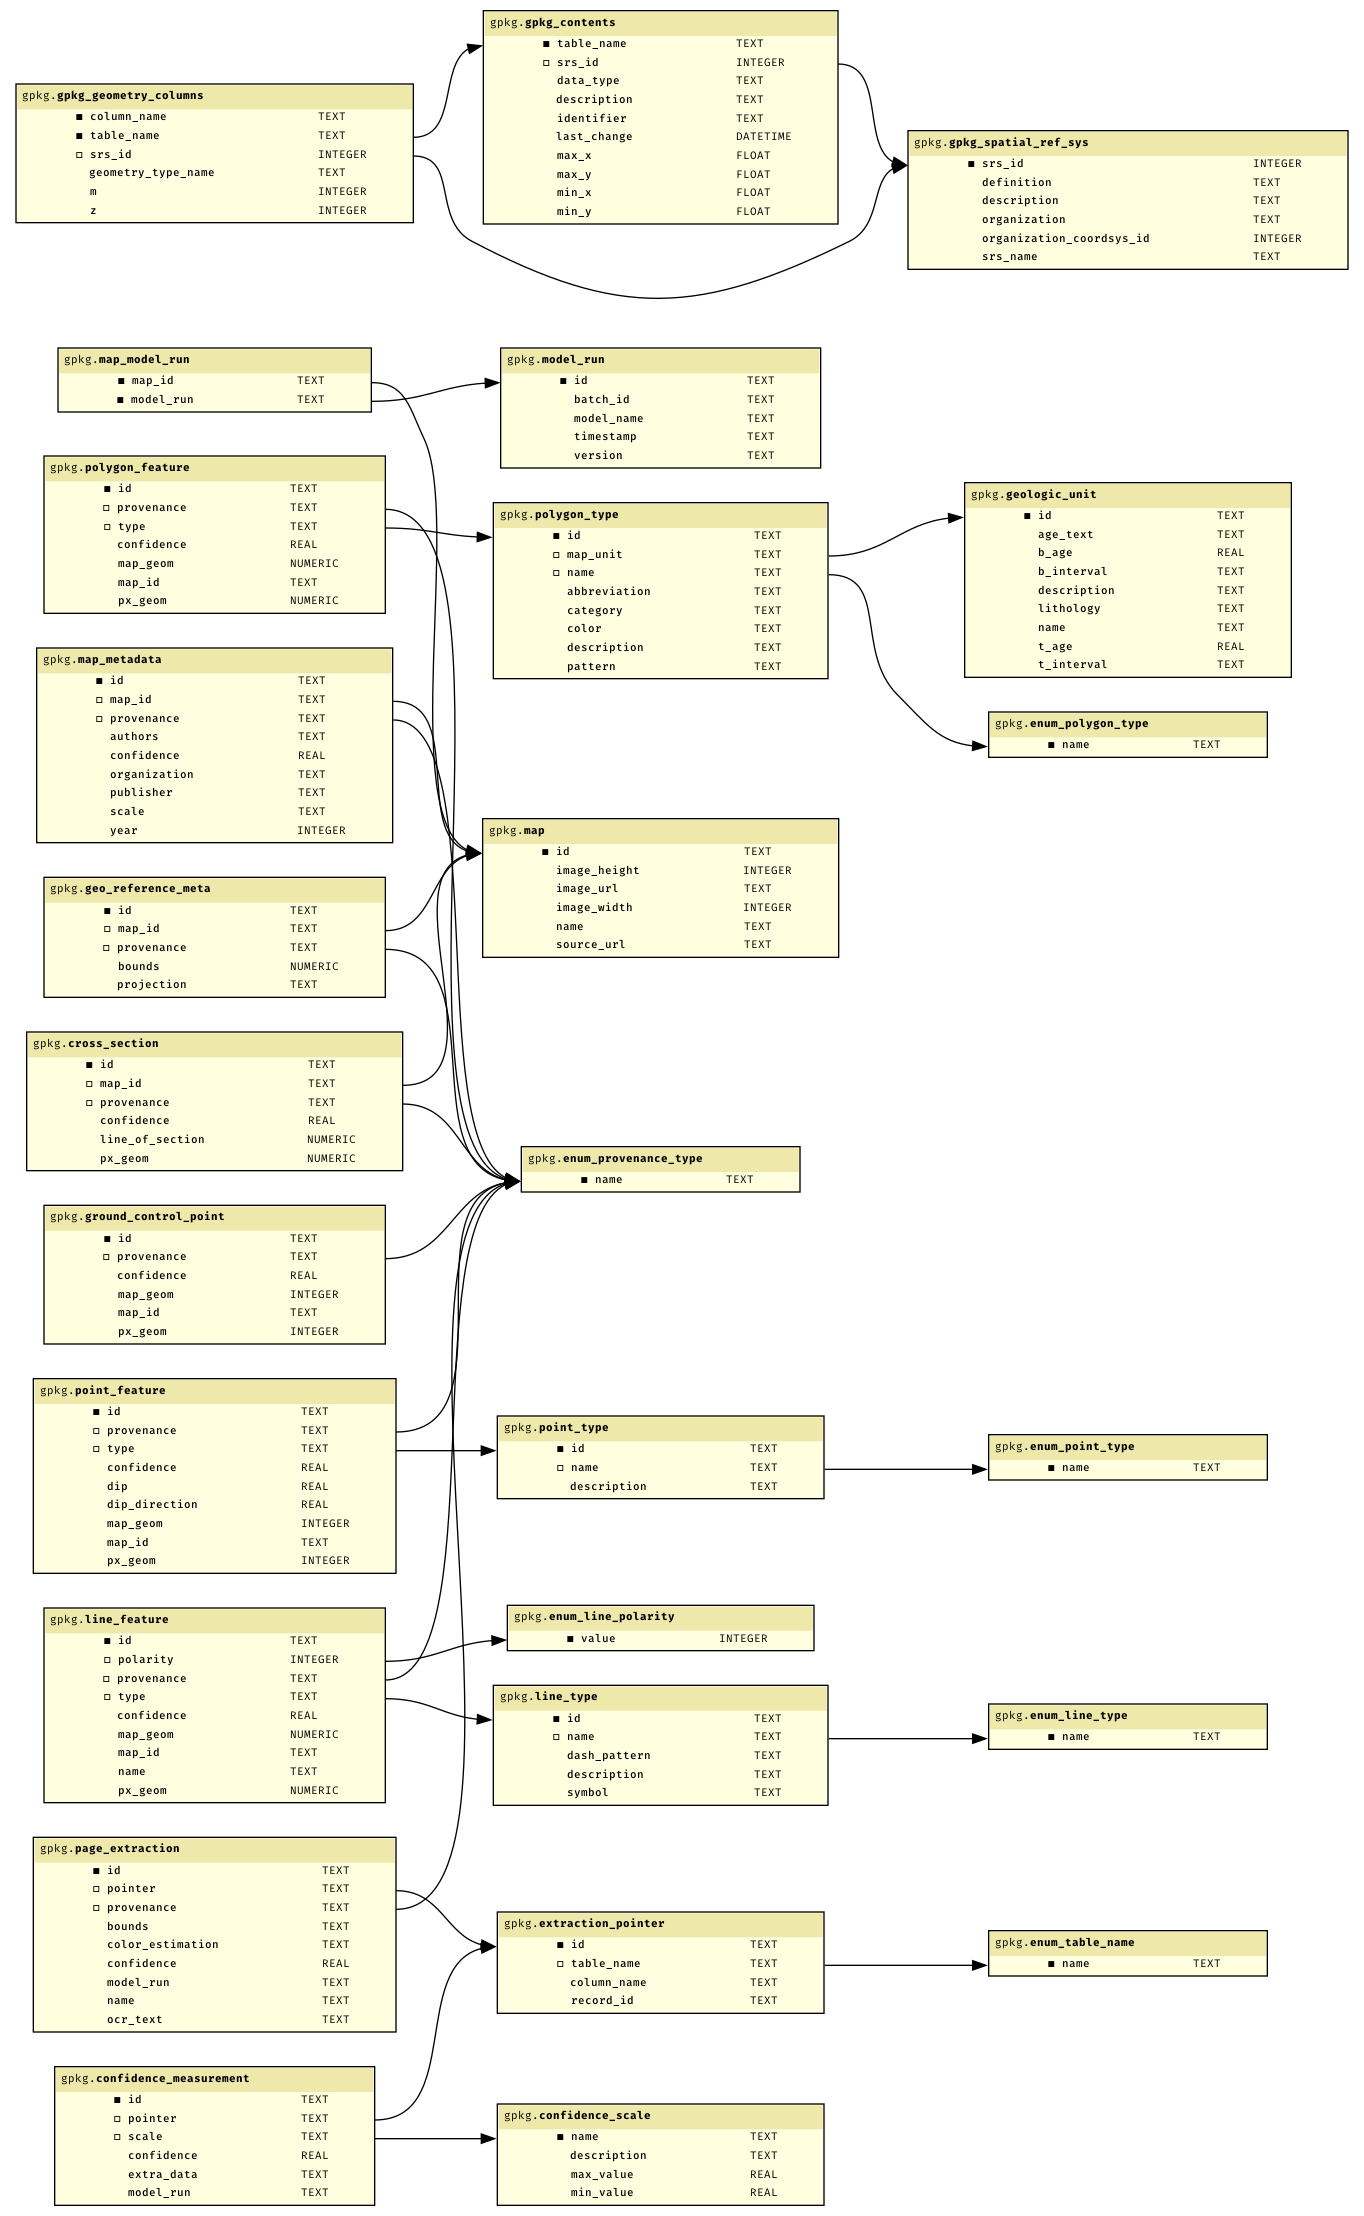 gpkg.gpkg_contents
■ table_name TEXT
□ srs_id INTEGER
data_type TEXT
description TEXT
identifier TEXT
last_change DATETIME
max_x FLOAT
max_y FLOAT
min_x FLOAT
min_y FLOAT
gpkg.gpkg_geometry_columns
■ column_name TEXT
■ table_name TEXT
□ srs_id INTEGER
geometry_type_name TEXT
m INTEGER
z INTEGER
gpkg.gpkg_spatial_ref_sys
■ srs_id INTEGER
definition TEXT
description TEXT
organization TEXT
organization_coordsys_id INTEGER
srs_name TEXT
gpkg.map_model_run
■ map_id TEXT
■ model_run TEXT
gpkg.model_run
■ id TEXT
batch_id TEXT
model_name TEXT
timestamp TEXT
version TEXT
gpkg.polygon_feature
■ id TEXT
□ provenance TEXT
□ type TEXT
confidence REAL
map_geom NUMERIC
map_id TEXT
px_geom NUMERIC
gpkg.polygon_type
■ id TEXT
□ map_unit TEXT
□ name TEXT
abbreviation TEXT
category TEXT
color TEXT
description TEXT
pattern TEXT
gpkg.geologic_unit
■ id TEXT
age_text TEXT
b_age REAL
b_interval TEXT
description TEXT
lithology TEXT
name TEXT
t_age REAL
t_interval TEXT
gpkg.enum_polygon_type
■ name TEXT
gpkg.map_metadata
■ id TEXT
□ map_id TEXT
□ provenance TEXT
authors TEXT
confidence REAL
organization TEXT
publisher TEXT
scale TEXT
year INTEGER
gpkg.map
■ id TEXT
image_height INTEGER
image_url TEXT
image_width INTEGER
name TEXT
source_url TEXT
gpkg.geo_reference_meta
■ id TEXT
□ map_id TEXT
□ provenance TEXT
bounds NUMERIC
projection TEXT
gpkg.cross_section
■ id TEXT
□ map_id TEXT
□ provenance TEXT
confidence REAL
line_of_section NUMERIC
px_geom NUMERIC
gpkg.enum_provenance_type
■ name TEXT
gpkg.ground_control_point
■ id TEXT
□ provenance TEXT
confidence REAL
map_geom INTEGER
map_id TEXT
px_geom INTEGER
gpkg.point_feature
■ id TEXT
□ provenance TEXT
□ type TEXT
confidence REAL
dip REAL
dip_direction REAL
map_geom INTEGER
map_id TEXT
px_geom INTEGER
gpkg.point_type
■ id TEXT
□ name TEXT
description TEXT
gpkg.enum_point_type
■ name TEXT
gpkg.line_feature
■ id TEXT
□ polarity INTEGER
□ provenance TEXT
□ type TEXT
confidence REAL
map_geom NUMERIC
map_id TEXT
name TEXT
px_geom NUMERIC
gpkg.enum_line_polarity
■ value INTEGER
gpkg.line_type
■ id TEXT
□ name TEXT
dash_pattern TEXT
description TEXT
symbol TEXT
gpkg.enum_line_type
■ name TEXT
gpkg.page_extraction
■ id TEXT
□ pointer TEXT
□ provenance TEXT
bounds TEXT
color_estimation TEXT
confidence REAL
model_run TEXT
name TEXT
ocr_text TEXT
gpkg.extraction_pointer
■ id TEXT
□ table_name TEXT
column_name TEXT
record_id TEXT
gpkg.enum_table_name
■ name TEXT
gpkg.confidence_measurement
■ id TEXT
□ pointer TEXT
□ scale TEXT
confidence REAL
extra_data TEXT
model_run TEXT
gpkg.confidence_scale
■ name TEXT
description TEXT
max_value REAL
min_value REAL